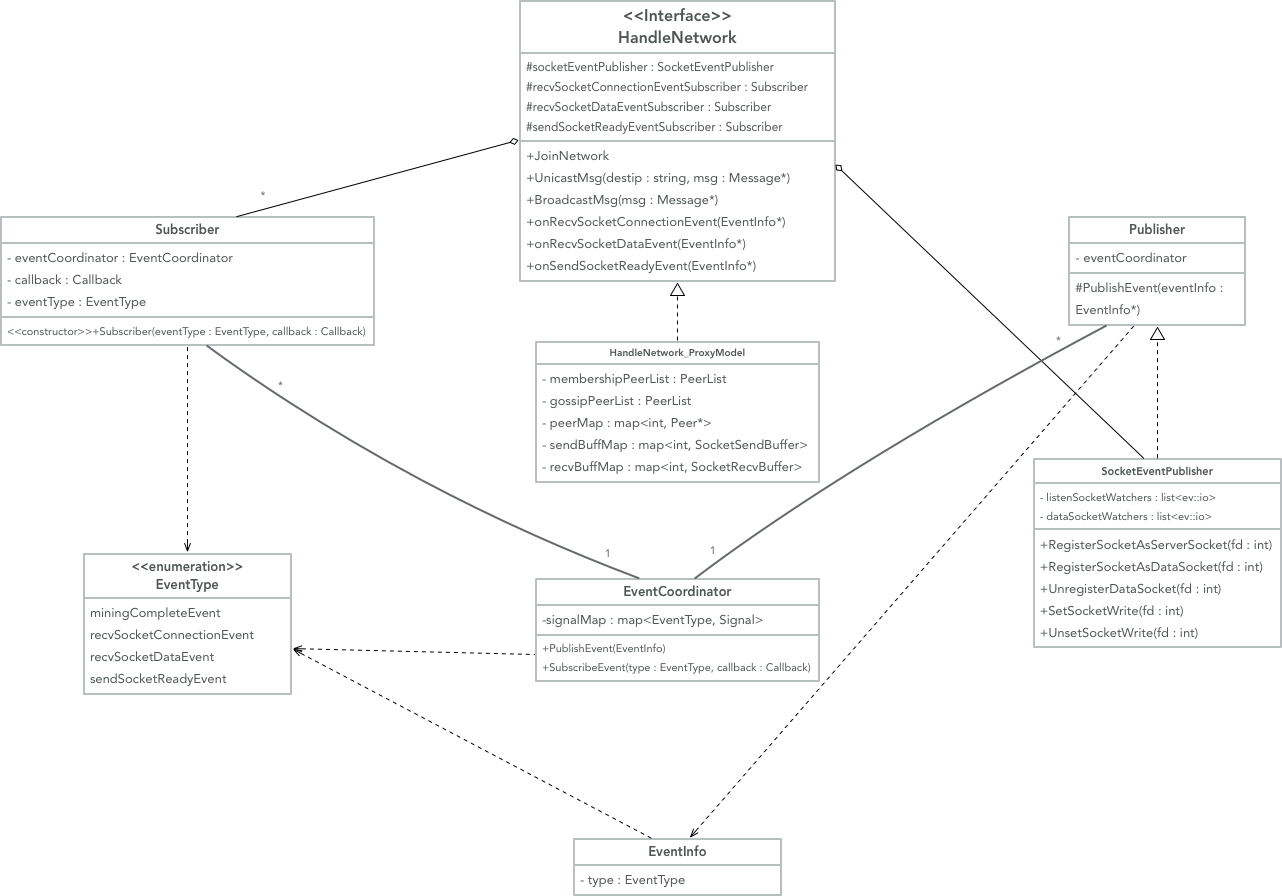 <<Interface>>
HandleNetwork
#socketEventPublisher : SocketEventPublisher
#recvSocketConnectionEventSubscriber : Subscriber
#recvSocketDataEventSubscriber : Subscriber
#sendSocketReadyEventSubscriber : Subscriber
+JoinNetwork
+UnicastMsg(destip : string, msg : Message*)
+BroadcastMsg(msg : Message*)
+onRecvSocketConnectionEvent(EventInfo*)
+onRecvSocketDataEvent(EventInfo*)
+onSendSocketReadyEvent(EventInfo*)
*
Subscriber
- eventCoordinator : EventCoordinator
- callback : Callback
- eventType : EventType
<<constructor>>+Subscriber(eventType : EventType, callback : Callback)
Publisher
- eventCoordinator
#PublishEvent(eventInfo :
EventInfo*)
*
*
HandleNetwork_ProxyModel
- membershipPeerList : PeerList
- gossipPeerList : PeerList
- peerMap : map<int, Peer*>
- sendBuffMap : map<int, SocketSendBuffer>
- recvBuffMap : map<int, SocketRecvBuffer>
SocketEventPublisher
- listenSocketWatchers : list<ev::io>
- dataSocketWatchers : list<ev::io>
+RegisterSocketAsServerSocket(fd : int)
+RegisterSocketAsDataSocket(fd : int)
+UnregisterDataSocket(fd : int)
+SetSocketWrite(fd : int)
+UnsetSocketWrite(fd : int)
1
1
<<enumeration>>
EventType
miningCompleteEvent
recvSocketConnectionEvent
recvSocketDataEvent
sendSocketReadyEvent
EventCoordinator
-signalMap : map<EventType, Signal>
+PublishEvent(EventInfo)
+SubscribeEvent(type : EventType, callback : Callback)
EventInfo
- type : EventType